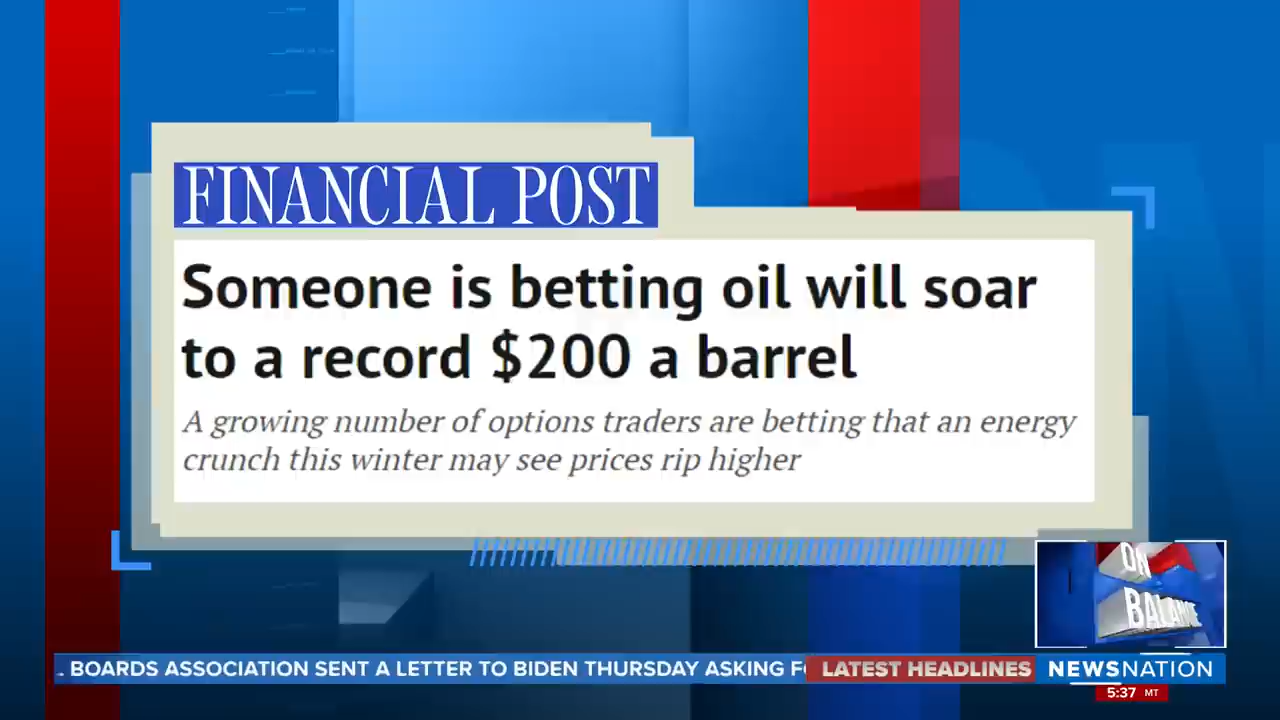 FINANCIAL POST
Someone is betting oil will soar
to a record $200 a barrel
A growing number of options traders are betting that an energy
crunch this winter may see prices rip higher
ON
BALANCE
BOARDS ASSOCIATION SENT A LETTER TO BIDEN THURSDAY ASKING
LATEST HEADLINES
NEWSNATION
5:37 MT